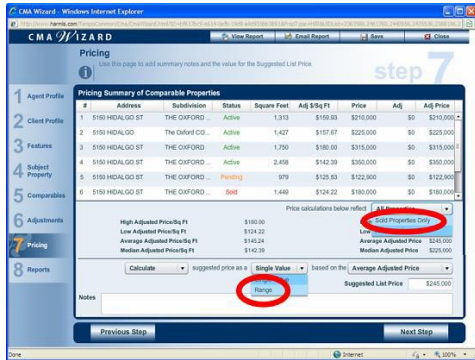 CMA Wizard - Windows Internet Explorer
CMA WIZARD
View Report
Email Report
Save
Close
Pricing
Use this page to add summary notes and the value for the Suggested List Price.
step 7
1 Agent Profile
2 Client Profile
3 Features
4 Subject Property
5 Comparables
6 Adjustments
7 Pricing
8 Reports
Pricing Summary of Comparable Properties
# Address Subdivision Status Square Feet Adj $/Sq Ft Price Adj Adj Price
1 5150 HIDALGO ST THE OXFORD ... Active 1,313 $159.93 $210,000 $0 $210,000
2 5150 HIDALGO The Oxford CO... Active 1,427 $157.67 $225,000 $0 $225,000
3 5150 HIDALGO ST THE OXFORD ... Active 1,750 $180.00 $315,000 $0 $315,000
4 5150 HIDALGO ST THE OXFORD ... Active 2,458 $142.39 $350,000 $0 $350,000
5 5150 HIDALGO ST THE OXFORD ... Pending 979 $125.53 $122,900 $0 $122,900
6 5150 HIDALGO ST THE OXFORD ... Sold 1,449 $124.22 $180,000 $0 $180,000
Price calculations below reflect: All Properties
Sold Properties Only
High Adjusted Price/Sq Ft $180.00
Low Adjusted Price/Sq Ft $124.22 Low
Average Adjusted Price/Sq Ft $145.24 Average Adjusted Price $245,000
Median Adjusted Price/Sq Ft $142.39 Median Adjusted Price $225,000
Calculate suggested price as a Single Value based on the Average Adjusted Price
Range
Suggested List Price $245,000
Notes
Previous Step
Next Step
Done
Internet
100%